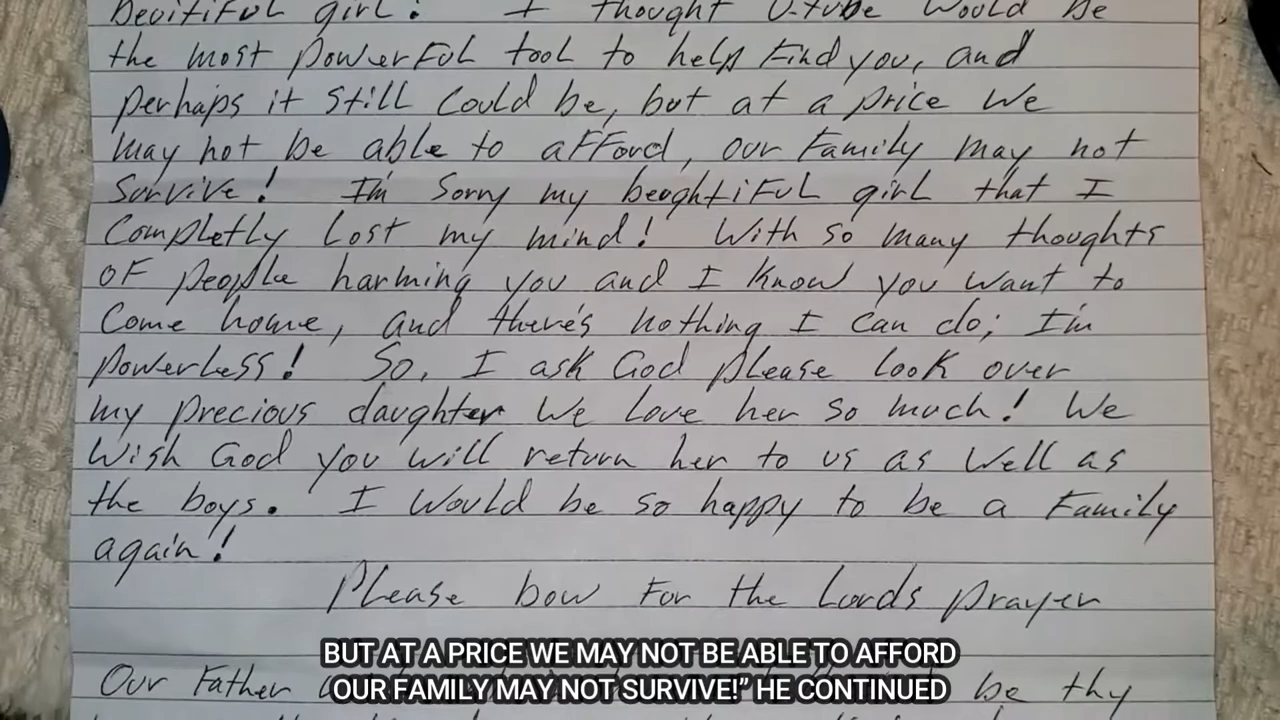 Beuitiful girl! I thought U-tube would be
the most powerful tool to help find you, and
perhaps it still could be, but at a price we
may not be able to afford, our Family may not
survive! I'm sorry my beoghtiful girl that I
Completly lost my mind! With so many thoughts
of people harming you and I know you want to
Come home, and there's nothing I can do; I'm
powerless! So, I ask God please look over
my precious daughter We love her so much! We
Wish God you will return her to us as well as
the boys. I would be so happy to be a Family
again!
Please bow for the Lords prayer
BUT AT A PRICE WE MAY NOT BE ABLE TO AFFORD
OUR FAMILY MAY NOT SURVIVE!” HE CONTINUED
Our Father be thy